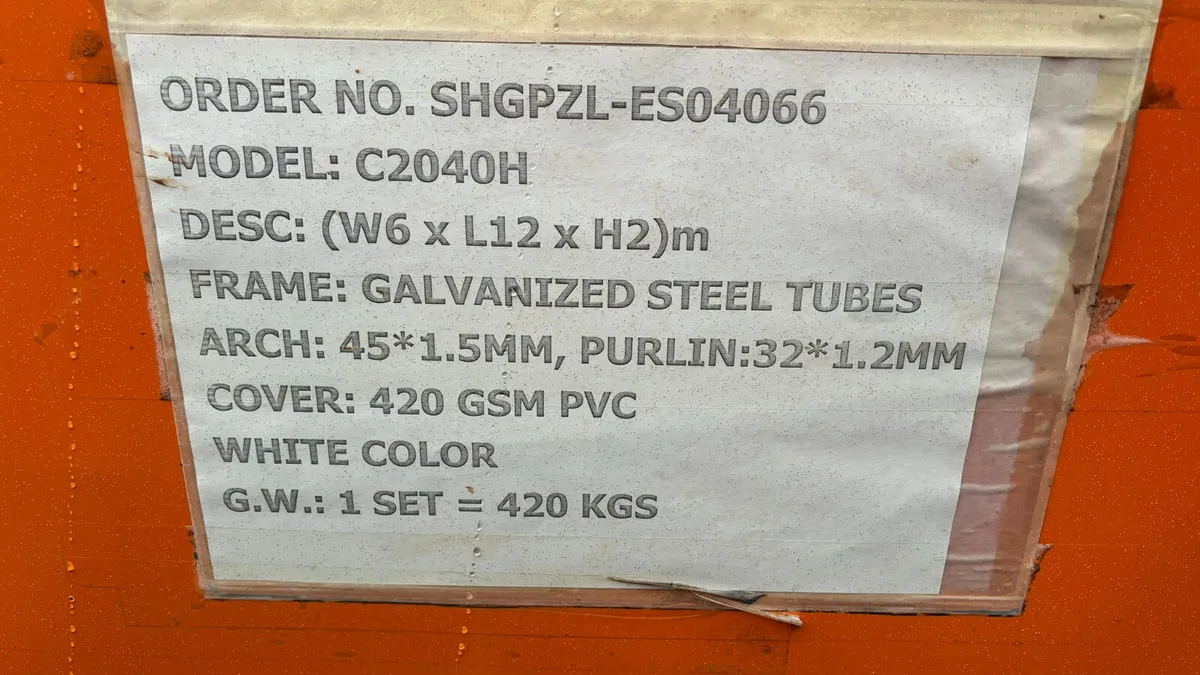 ORDER NO. SHGPZL-ES04066
MODEL: C2040H
DESC: (W6 x L12 x H2)m
FRAME: GALVANIZED STEEL TUBES
ARCH: 45*1.5MM, PURLIN:32*1.2MM
COVER: 420 GSM PVC
WHITE COLOR
G.W.: 1 SET = 420 KGS